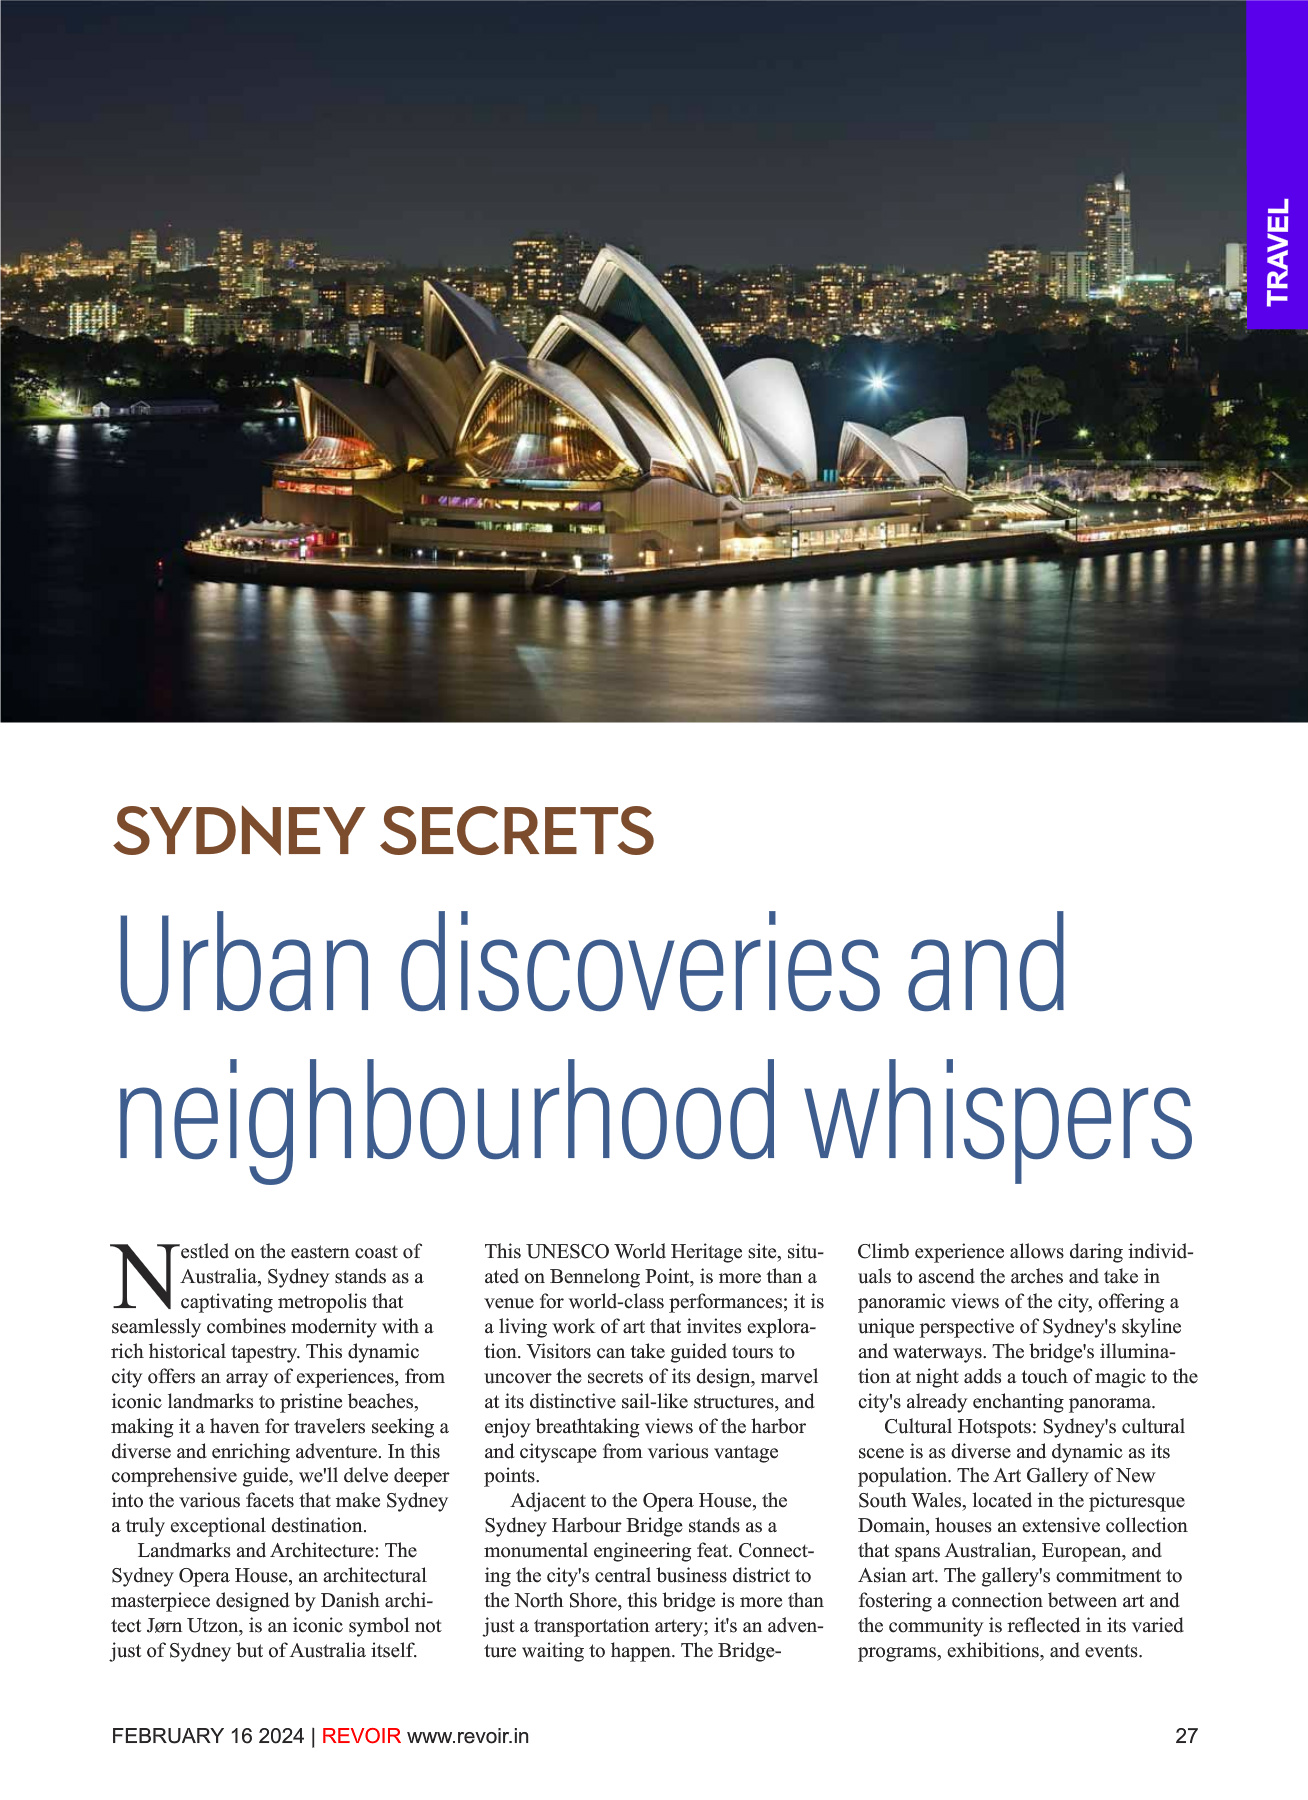 TRAVEL
SYDNEY SECRETS
Urban discoveries and
neighbourhood whispers
Nestled on the eastern coast of
Australia, Sydney stands as a
captivating metropolis that
seamlessly combines modernity with a
rich historical tapestry. This dynamic
city offers an array of experiences, from
iconic landmarks to pristine beaches,
making it a haven for travelers seeking a
diverse and enriching adventure. In this
comprehensive guide, we'll delve deeper
into the various facets that make Sydney
a truly exceptional destination.
Landmarks and Architecture: The
Sydney Opera House, an architectural
masterpiece designed by Danish archi-
tect Jørn Utzon, is an iconic symbol not
just of Sydney but of Australia itself.
This UNESCO World Heritage site, situ-
ated on Bennelong Point, is more than a
venue for world-class performances; it is
a living work of art that invites explora-
tion. Visitors can take guided tours to
uncover the secrets of its design, marvel
at its distinctive sail-like structures, and
enjoy breathtaking views of the harbor
and cityscape from various vantage
points.
Adjacent to the Opera House, the
Sydney Harbour Bridge stands as a
monumental engineering feat. Connect-
ing the city's central business district to
the North Shore, this bridge is more than
just a transportation artery; it's an adven-
ture waiting to happen. The Bridge-
Climb experience allows daring individ-
uals to ascend the arches and take in
panoramic views of the city, offering a
unique perspective of Sydney's skyline
and waterways. The bridge's illumina-
tion at night adds a touch of magic to the
city's already enchanting panorama.
Cultural Hotspots: Sydney's cultural
scene is as diverse and dynamic as its
population. The Art Gallery of New
South Wales, located in the picturesque
Domain, houses an extensive collection
that spans Australian, European, and
Asian art. The gallery's commitment to
fostering a connection between art and
the community is reflected in its varied
programs, exhibitions, and events.
FEBRUARY 16 2024 | REVOIR www.revoir.in
27